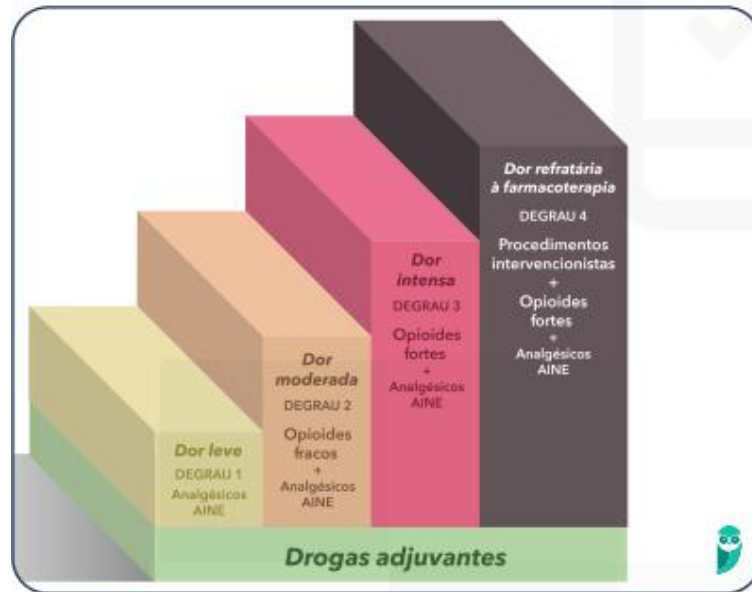 Dor leve
DEGRAU 1
Analgésicos
AINE
Dor
moderada
DEGRAU 2
Opioides
fracos
+
Analgésicos
AINE
Dor
intensa
DEGRAU 3
Opioides
fortes
+
Analgésicos
AINE
Dor refratária
à farmacoterapia
DEGRAU 4
Procedimentos
intervencionistas
+
Opioides
fortes
+
Analgésicos
AINE
Drogas adjuvantes